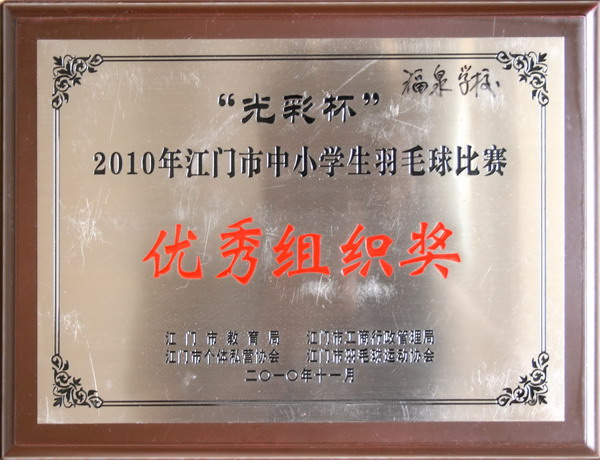 福泉学校
“光彩杯”
2010年江门市中小学生羽毛球比赛
优秀组织奖
江门市教育局 江门市工商行政管理局
江门市个体私营协会 江门市羽毛球运动协会
二〇一〇年十一月